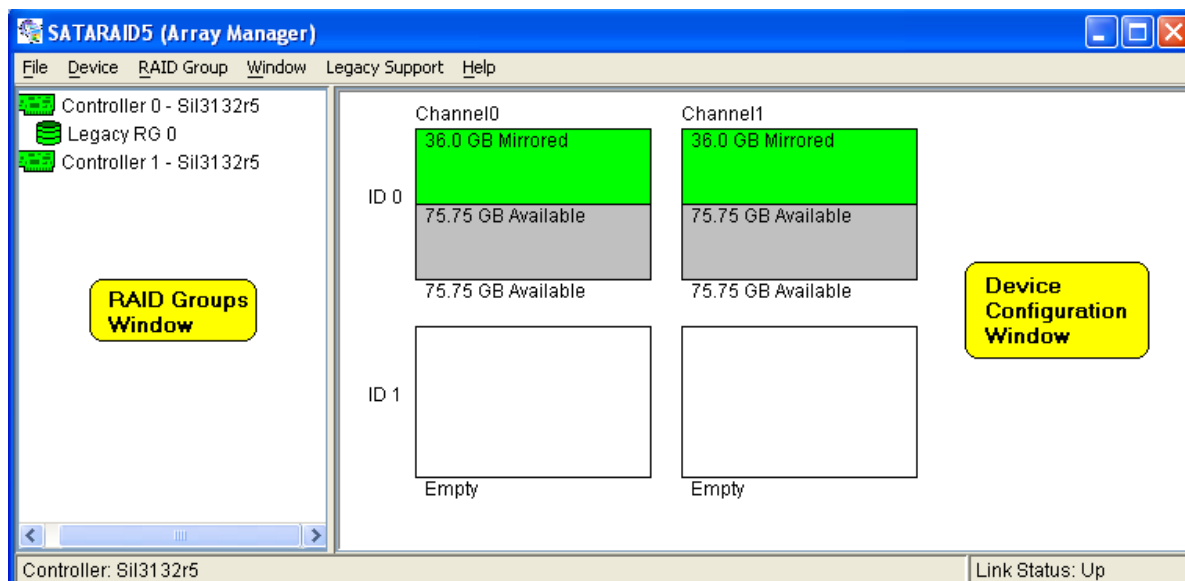 SATARAID5 (Array Manager)
File Device RAID Group Window Legacy Support Help
Controller 0 - SiI3132r5
Legacy RG 0
Controller 1 - SiI3132r5
RAID Groups
Window
Channel0 Channel1
ID 0
36.0 GB Mirrored 36.0 GB Mirrored
75.75 GB Available 75.75 GB Available
75.75 GB Available 75.75 GB Available
ID 1
Empty Empty
Device
Configuration
Window
Controller: SiI3132r5 Link Status: Up